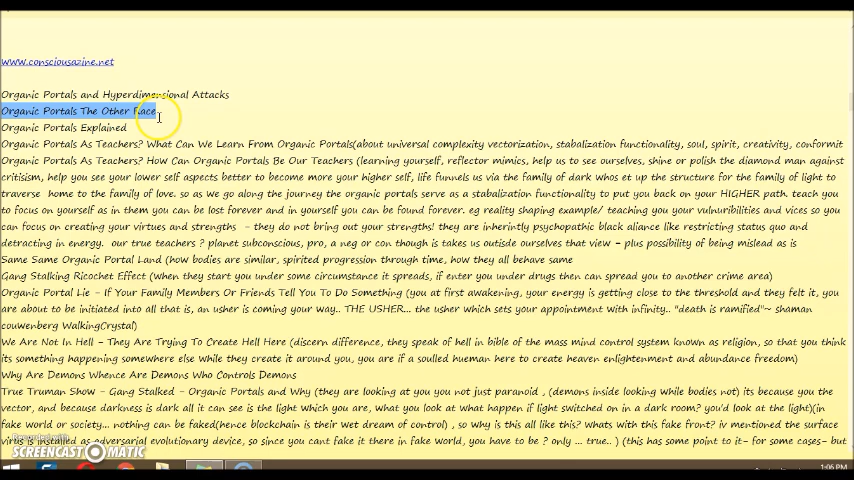 www.consciousazine.net
Organic Portals and Hyperdimensional Attacks
Organic Portals The Other Race
Organic Portals Explained
Organic Portals As Teachers? What Can We Learn From Organic Portals(about universal complexity vectorization, stabalization functionality, soul, spirit, creativity, conformit
Organic Portals As Teachers? How Can Organic Portals Be Our Teachers (learning yourself, reflector mimics, help us to see ourselves, shine or polish the diamond man against
critisism, help you see your lower self aspects better to become more your higher self, life funnels us via the family of dark whos et up the structure for the family of light to
traverse home to the family of love. so as we go along the journey the organic portals serve as a stabalization functionality to put you back on your HIGHER path. teach you
to focus on yourself as in them you can be lost forever and in yourself you can be found forever. eg reality shaping example/ teaching you your vulnuribilities and vices so you
can focus on creating your virtues and strengths - they do not bring out your strengths! they are inherintly psychopathic black aliance like restricting status quo and
detracting in energy. our true teachers ? planet subconscious, pro, a neg or con though is takes us outisde ourselves that view - plus possibility of being mislead as is
Same Same Organic Portal Land (how bodies are similar, spirited progression through time, how they all behave same
Gang Stalking Ricochet Effect (when they start you under some circumstance it spreads, if enter you under drugs then can spread you to another crime area)
Organic Portal Lie - If Your Family Members Or Friends Tell You To Do Something (you at first awakening, your energy is getting close to the threshold and they felt it, you
are about to be initiated into all that is, an usher is coming your way.. THE USHER.. the usher which sets your appointment with infinity.. "death is ramified"~ shaman
couwenberg WalkingCrystal)
We Are Not In Hell - They Are Trying To Create Hell Here (discern difference, they speak of hell in bible of the mass mind control system known as religion, so that you think
its something happening somewhere else while they create it around you, you are if a soulled hueman here to create heaven enlightenment and abundance freedom)
Why Are Demons Whence Are Demons Who Controls Demons
True Truman Show - Gang Stalked - Organic Portals and Why (they are looking at you you not just paranoid , (demons inside looking while bodies not) its because you the
vector, and because darkness is dark all it can see is the light which you are, what you look at what happen if light switched on in a dark room? you'd look at the light)(in
fake world or society... nothing can be faked(hence blockchain is their wet dream of control) , so why is this all like this? whats with this fake front? iv mentioned the surface
virus is installed as adversarial evolutionary device, so since you cant fake it there in fake world, you have to be ? only ... true.. ) (this has some point to it- for some cases- but
SCREENCAST MATIC
1:06 PM